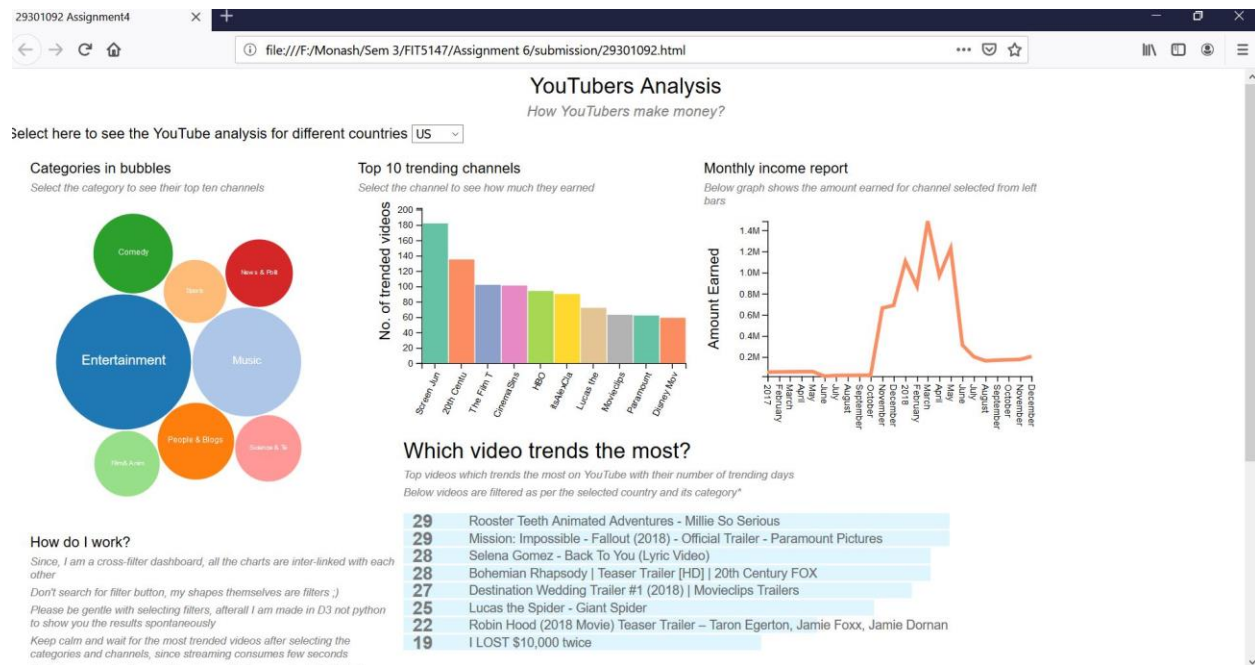 29301092 Assignment4
file:///F:/Monash/Sem 3/FIT5147/Assignment 6/submission/29301092.html
YouTubers Analysis
How YouTubers make money?
Select here to see the YouTube analysis for different countries US
Categories in bubbles
Select the category to see their top ten channels
Comedy
News & Polit
Sports
Entertainment
Music
People & Blogs
Science & Te
Film& Anim
Top 10 trending channels
Select the channel to see how much they earned
No. of trended videos
200
180
160
140
120
100
80
60
40
20
0
Screen Jun
20th Centu
The Film T
CinemaSins
HBO
ItsAlexCla
Lucas the
Movieclips
Paramount
Disney Mov
Monthly income report
Below graph shows the amount earned for channel selected from left
bars
Amount Earned
1.4M
1.2M
1.0M
0.8M
0.6M
0.4M
0.2M
2017
February
March
April
May
June
July
August
September
October
November
December
2018
February
March
April
May
June
July
August
September
October
November
December
Which video trends the most?
Top videos which trends the most on YouTube with their number of trending days
Below videos are filtered as per the selected country and its category*
29 Rooster Teeth Animated Adventures - Millie So Serious
29 Mission: Impossible - Fallout (2018) - Official Trailer - Paramount Pictures
28 Selena Gomez - Back To You (Lyric Video)
28 Bohemian Rhapsody | Teaser Trailer [HD] | 20th Century FOX
27 Destination Wedding Trailer #1 (2018) | Movieclips Trailers
25 Lucas the Spider - Giant Spider
22 Robin Hood (2018 Movie) Teaser Trailer – Taron Egerton, Jamie Foxx, Jamie Dornan
19 I LOST $10,000 twice
How do I work?
Since, I am a cross-filter dashboard, all the charts are inter-linked with each
other
Don't search for filter button, my shapes themselves are filters ;)
Please be gentle with selecting filters, afterall I am made in D3 not python
to show you the results spontaneously
Keep calm and wait for the most trended videos after selecting the
categories and channels, since streaming consumes few seconds